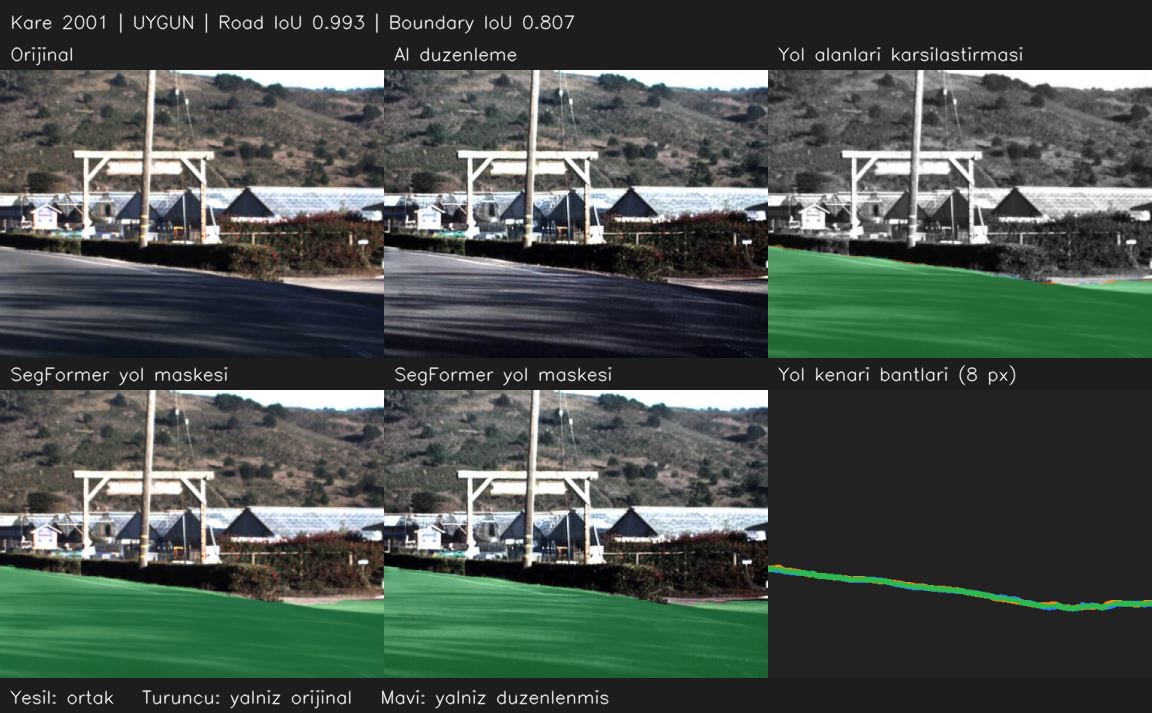 Kare 2001 | UYGUN | Road IoU 0.993 | Boundary IoU 0.807
Orijinal
AI duzenleme
Yol alanlari karsilastirmasi
SegFormer yol maskesi
SegFormer yol maskesi
Yol kenari bantlari (8 px)
Yesil: ortak
Turuncu: yalniz orijinal
Mavi: yalniz duzenlenmis